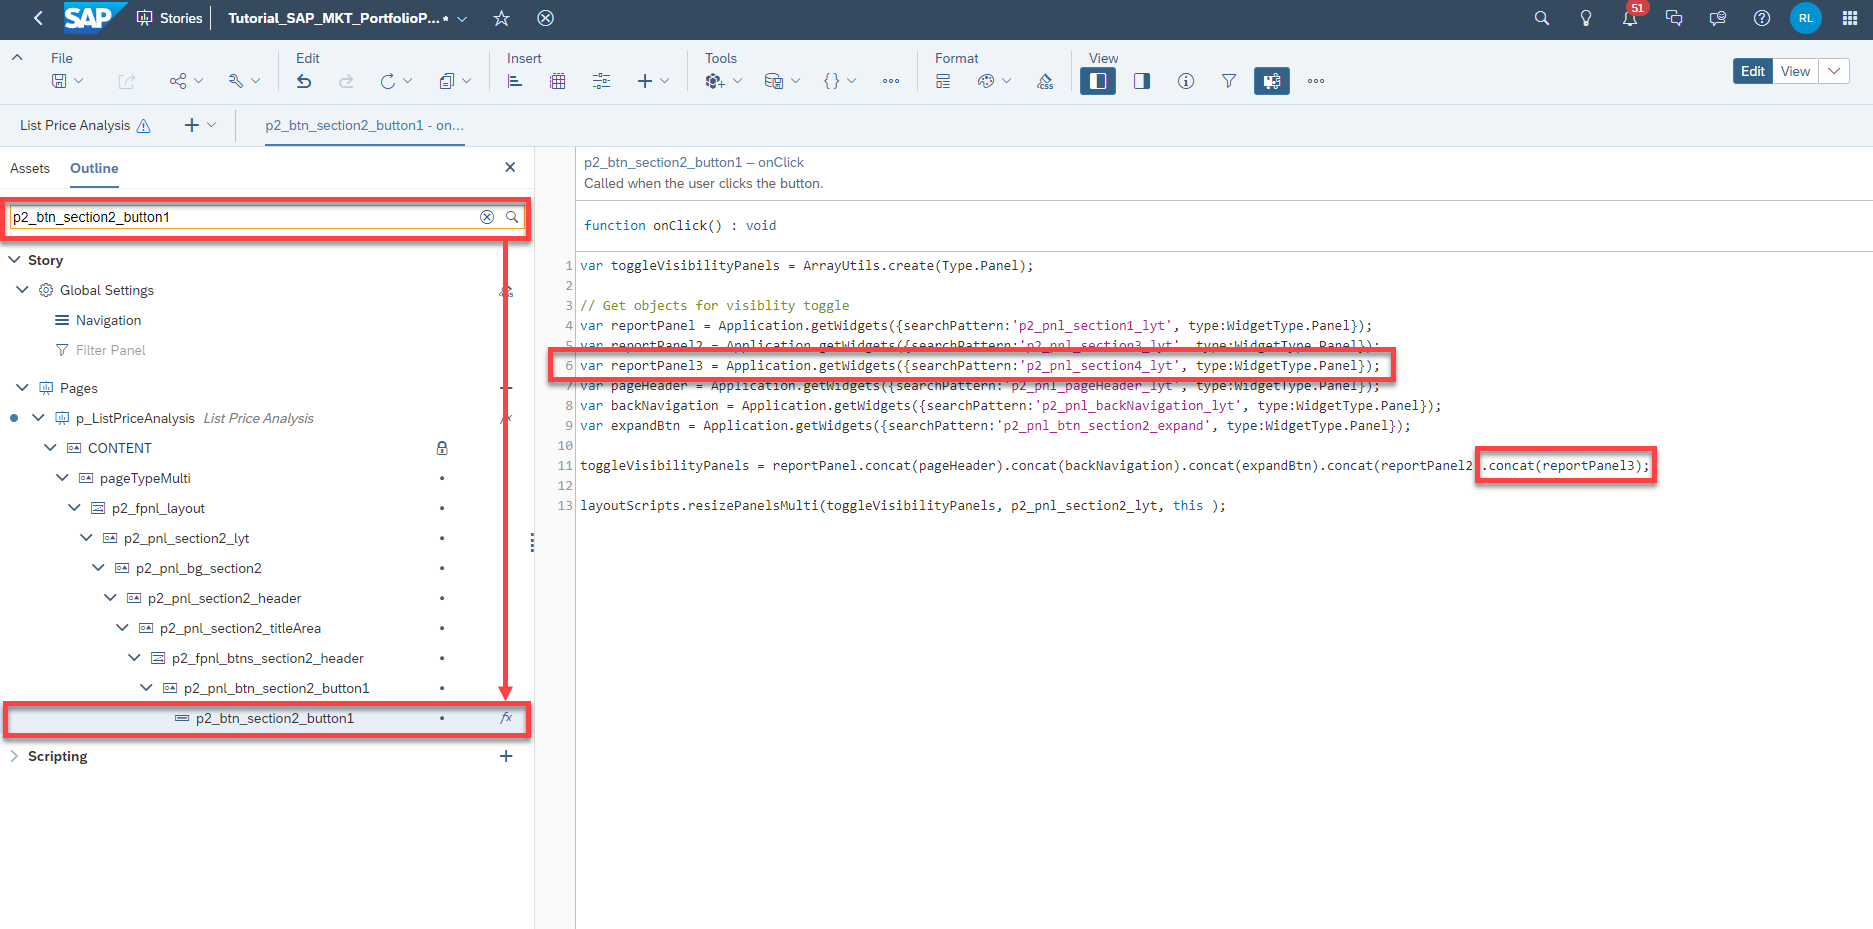 SAP Stories Tutorial_SAP_MKT_PortfolioP...* 51 RL
File Edit Insert Tools Format View
CSS
Edit View
List Price Analysis p2_btn_section2_button1 - on...
Assets Outline
p2_btn_section2_button1
Story
Global Settings
Navigation
Filter Panel
Pages
p_ListPriceAnalysis List Price Analysis
CONTENT
pageTypeMulti
p2_fpnl_layout
p2_pnl_section2_lyt
p2_pnl_bg_section2
p2_pnl_section2_header
p2_pnl_section2_titleArea
p2_fpnl_btns_section2_header
p2_pnl_btn_section2_button1
p2_btn_section2_button1 fx
Scripting
p2_btn_section2_button1 – onClick
Called when the user clicks the button.
function onClick() : void
1 var toggleVisibilityPanels = ArrayUtils.create(Type.Panel);
2
3 // Get objects for visiblity toggle
4 var reportPanel = Application.getWidgets({searchPattern:'p2_pnl_section1_lyt', type:WidgetType.Panel});
5 var reportPanel2 = Application.getWidgets({searchPattern:'p2_pnl_section3_lyt', type:WidgetType.Panel});
6 var reportPanel3 = Application.getWidgets({searchPattern:'p2_pnl_section4_lyt', type:WidgetType.Panel});
7 var pageHeader = Application.getWidgets({searchPattern:'p2_pnl_pageHeader_lyt', type:WidgetType.Panel});
8 var backNavigation = Application.getWidgets({searchPattern:'p2_pnl_backNavigation_lyt', type:WidgetType.Panel});
9 var expandBtn = Application.getWidgets({searchPattern:'p2_pnl_btn_section2_expand', type:WidgetType.Panel});
10
11 toggleVisibilityPanels = reportPanel.concat(pageHeader).concat(backNavigation).concat(expandBtn).concat(reportPanel2).concat(reportPanel3);
12
13 layoutScripts.resizePanelsMulti(toggleVisibilityPanels, p2_pnl_section2_lyt, this );